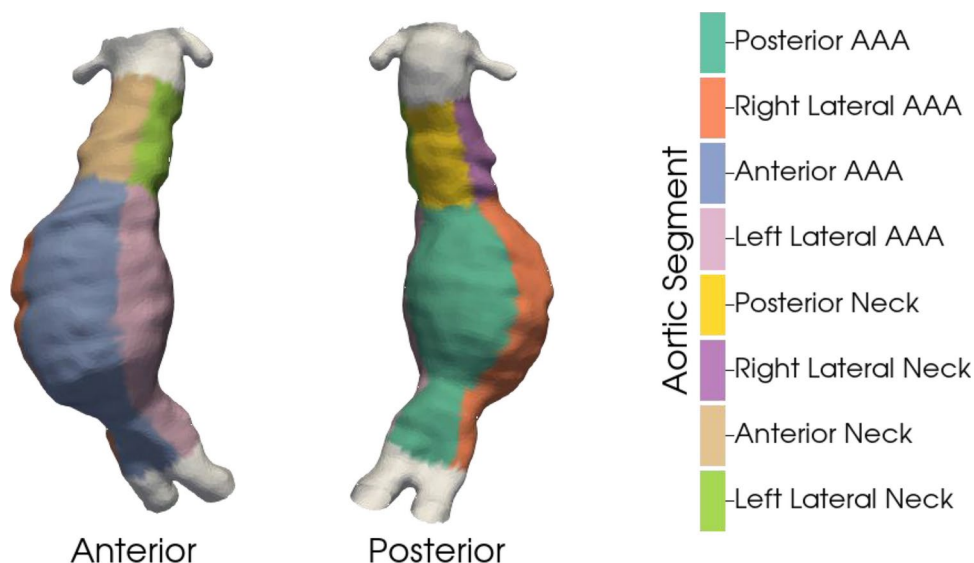 Posterior AAA
Right Lateral AAA
Anterior AAA
Left Lateral AAA
Posterior Neck
Right Lateral Neck
Anterior Neck
Left Lateral Neck
Aortic Segment
Anterior
Posterior